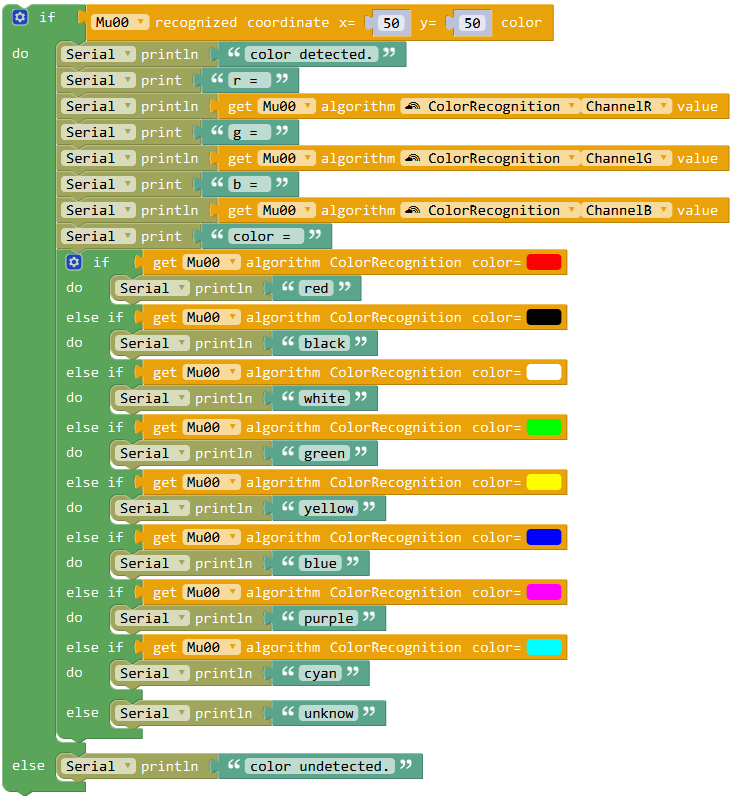 if Mu00 recognized coordinate x= 50 y= 50 color
do Serial println “ color detected. ”
Serial print “ r = ”
Serial println get Mu00 algorithm ColorRecognition ChannelR value
Serial print “ g = ”
Serial println get Mu00 algorithm ColorRecognition ChannelG value
Serial print “ b = ”
Serial println get Mu00 algorithm ColorRecognition ChannelB value
Serial print “ color = ”
if get Mu00 algorithm ColorRecognition color=
do Serial println “ red ”
else if get Mu00 algorithm ColorRecognition color=
do Serial println “ black ”
else if get Mu00 algorithm ColorRecognition color=
do Serial println “ white ”
else if get Mu00 algorithm ColorRecognition color=
do Serial println “ green ”
else if get Mu00 algorithm ColorRecognition color=
do Serial println “ yellow ”
else if get Mu00 algorithm ColorRecognition color=
do Serial println “ blue ”
else if get Mu00 algorithm ColorRecognition color=
do Serial println “ purple ”
else if get Mu00 algorithm ColorRecognition color=
do Serial println “ cyan ”
else Serial println “ unknow ”
else Serial println “ color undetected. ”